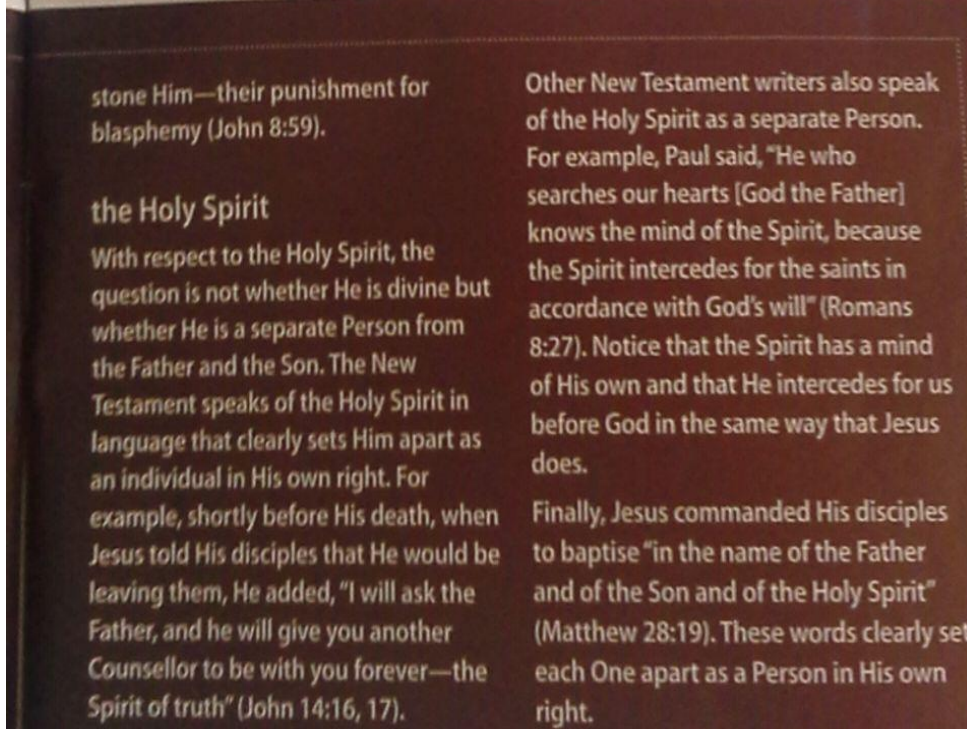 stone Him—their punishment for
blasphemy (John 8:59).
the Holy Spirit
With respect to the Holy Spirit, the
question is not whether He is divine but
whether He is a separate Person from
the Father and the Son. The New
Testament speaks of the Holy Spirit in
language that clearly sets Him apart as
an individual in His own right. For
example, shortly before His death, when
Jesus told His disciples that He would be
leaving them, He added, “I will ask the
Father, and he will give you another
Counsellor to be with you forever—the
Spirit of truth” (John 14:16, 17).
Other New Testament writers also speak
of the Holy Spirit as a separate Person.
For example, Paul said, “He who
searches our hearts [God the Father]
knows the mind of the Spirit, because
the Spirit intercedes for the saints in
accordance with God’s will” (Romans
8:27). Notice that the Spirit has a mind
of His own and that He intercedes for us
before God in the same way that Jesus
does.
Finally, Jesus commanded His disciples
to baptise “in the name of the Father
and of the Son and of the Holy Spirit”
(Matthew 28:19). These words clearly set
each One apart as a Person in His own
right.